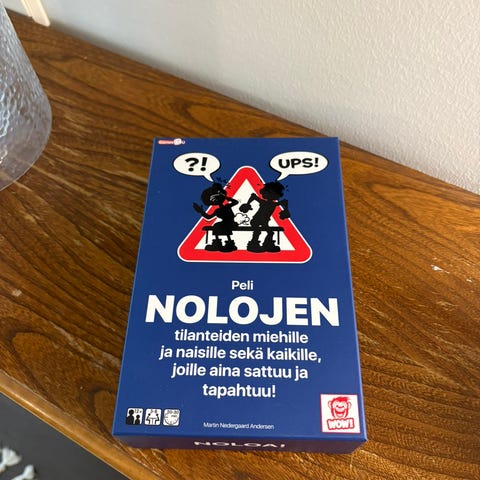 ?!
UPS!
Peli
NOLOJEN
tilanteiden miehille
ja naisille sekä kaikille,
joille aina sattuu ja
tapahtuu!
Martin Nedergaard Andersen
WOW!
NOLOA!